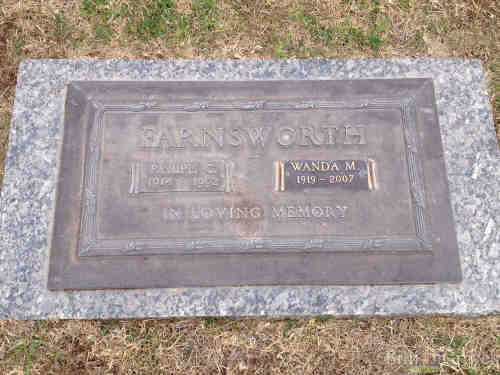 FARNSWORTH
C.
WANDA M.
1919 - 2007
IN LOVING MEMORY